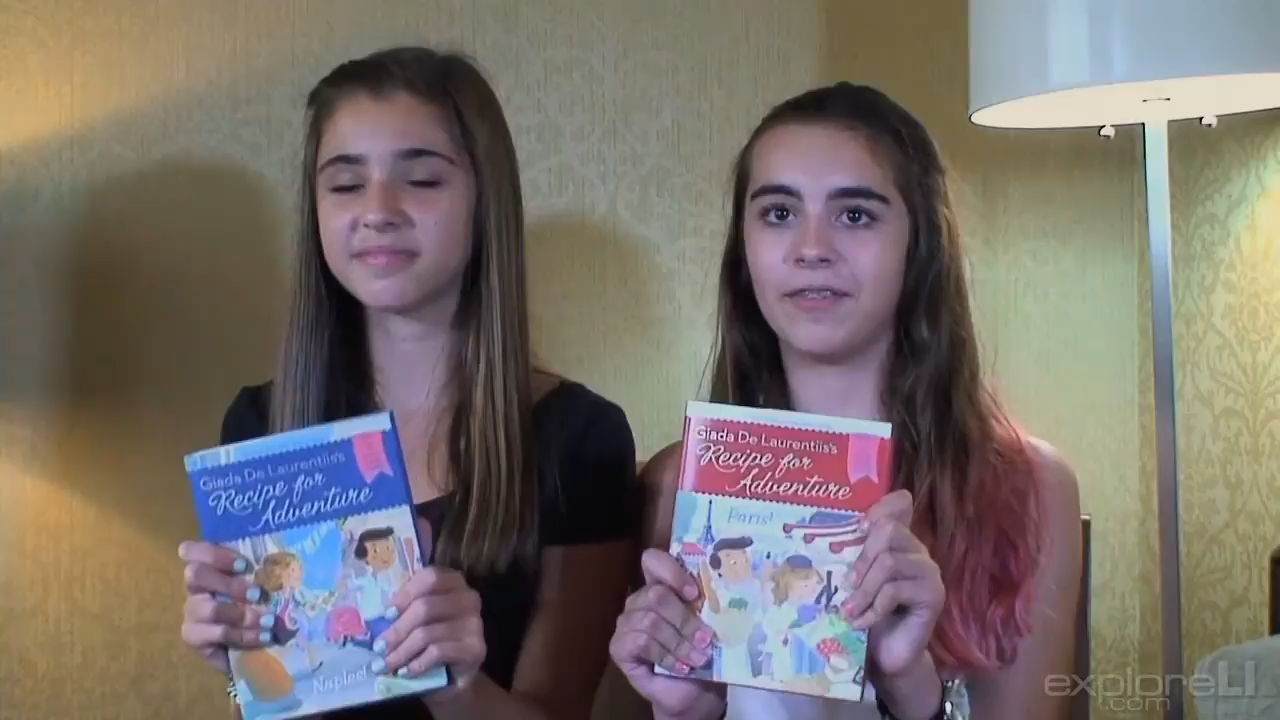 Giada De Laurentiis's
Recipe for
Adventure
Naples!
Giada De Laurentiis's
Recipe for
Adventure
Paris!
exploreLI
.com